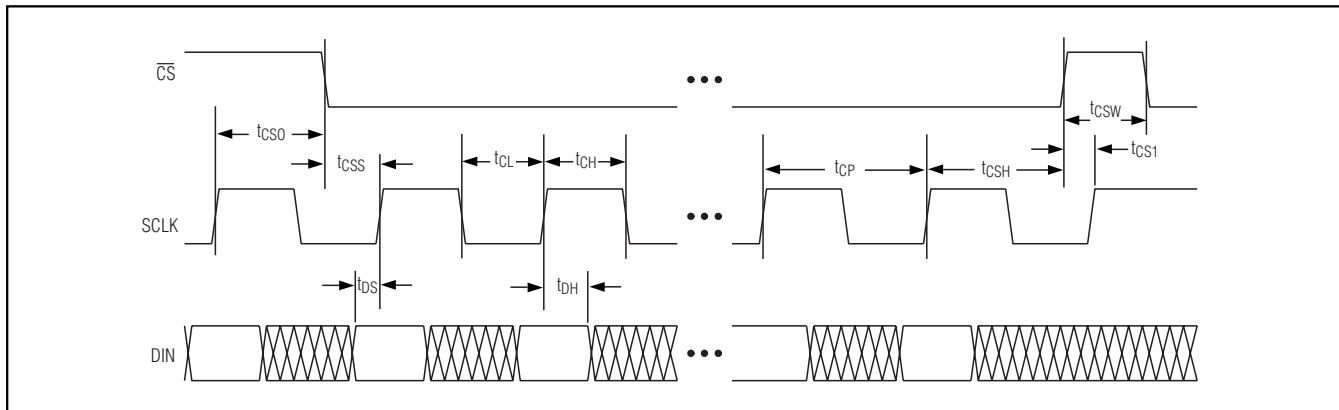 CS
tCSW
tCSO
tCSS
tCL
tCH
tCP
tCSH
tCS1
SCLK
tDS
tDH
DIN